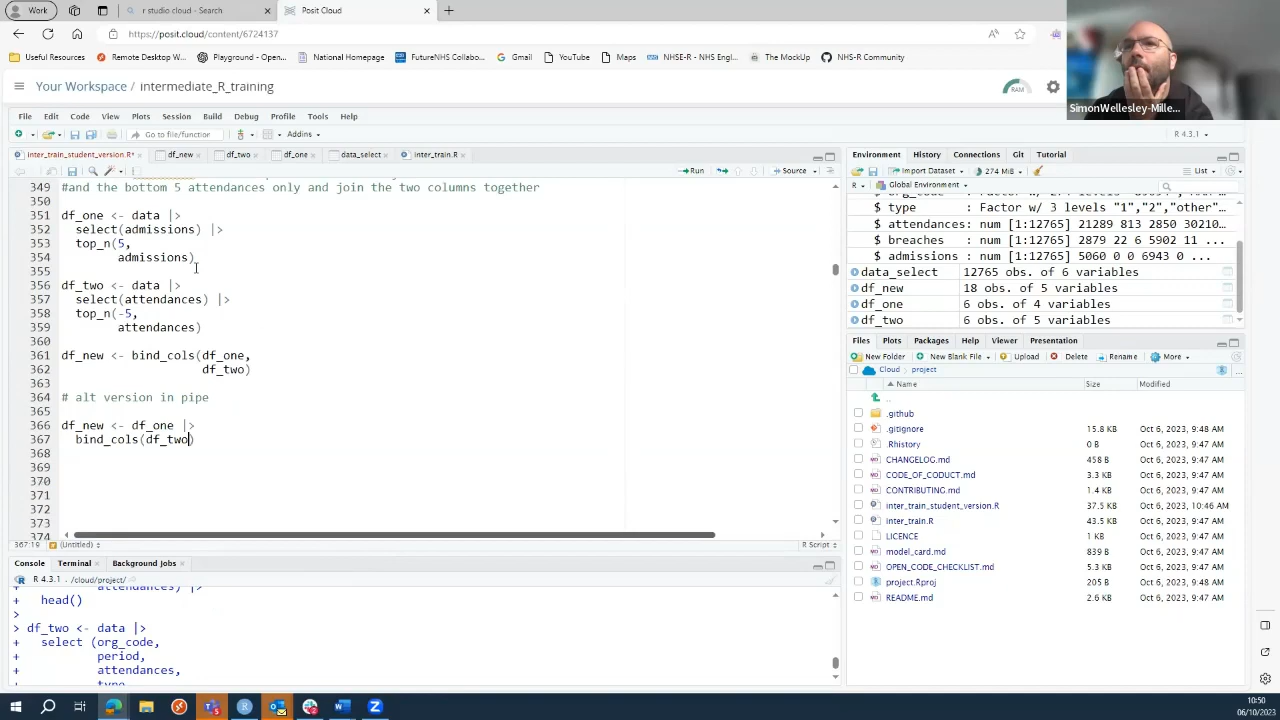 Work
r studio cloud - Search
Posit Cloud
https://posit.cloud/content/6724137
Useful Resources
Remote Desktop W...
Playground - Open...
National Homepage
FutureNHS Collabo...
Gmail
YouTube
Maps
NHSE-R - NHS Engl...
The MockUp
NHS-R Community
SimonWellesley-Mille...
Your Workspace / intermediate_R_training
RAM
File Edit Code View Plots Session Build Debug Profile Tools Help
Go to file/function
Addins
R 4.3.1
inter_train_student_version.R*
df_new
df_two
df_one
data_select
inter_train.R
Run
Source
349 #and the bottom 5 attendances only and join the two columns together
350
351 df_one <- data |>
352 select(admissions) |>
353 top_n(5,
354 admissions)
355
356 df_two <- data |>
357 select(attendances) |>
358 top_n(-5,
359 attendances)
360
361 df_new <- bind_cols(df_one,
362 df_two)
363
364 # alt version in pipe
365
366 df_new <- df_one |>
367 bind_cols(df_two)
368
369
370
371
372
373
374
367:19
(Untitled)
R Script
Console Terminal Background Jobs
R 4.3.1 . /cloud/project/
+ attendances) |>
+ head()
>
> df_two <- data |>
+ select (org_code,
+ period,
+ attendances,
+ type
Environment History Connections Git Tutorial
Import Dataset
274 MiB
List
R
Global Environment
$ type : Factor w/ 3 levels "1","2","other"...
$ attendances: num [1:12765] 21289 813 2850 30210...
$ breaches : num [1:12765] 2879 22 6 5902 11 ...
$ admissions : num [1:12765] 5060 0 0 6943 0 ...
data_select 12765 obs. of 6 variables
df_new 18 obs. of 5 variables
df_one 6 obs. of 4 variables
df_two 6 obs. of 5 variables
Files Plots Packages Help Viewer Presentation
New Folder
New Blank File
Upload
Delete
Rename
More
Cloud project
Name Size Modified
..
.github
.gitignore 15.8 KB Oct 6, 2023, 9:48 AM
.Rhistory 0 B Oct 6, 2023, 9:47 AM
CHANGELOG.md 458 B Oct 6, 2023, 9:47 AM
CODE_OF_CODUCT.md 3.3 KB Oct 6, 2023, 9:47 AM
CONTRIBUTING.md 1.4 KB Oct 6, 2023, 9:47 AM
inter_train_student_version.R 37.5 KB Oct 6, 2023, 10:46 AM
inter_train.R 43.5 KB Oct 6, 2023, 9:47 AM
LICENCE 1 KB Oct 6, 2023, 9:47 AM
model_card.md 839 B Oct 6, 2023, 9:47 AM
OPEN_CODE_CHECKLIST.md 5.3 KB Oct 6, 2023, 9:47 AM
project.Rproj 205 B Oct 6, 2023, 9:48 AM
README.md 2.6 KB Oct 6, 2023, 9:47 AM
10:50
06/10/2023